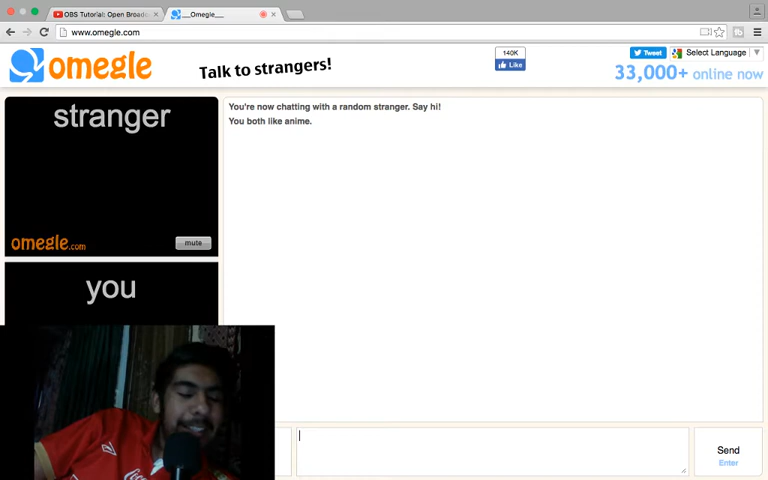 OBS Tutorial: Open Broad
__Omegle__
www.omegle.com
omegle
Talk to strangers!
140K
Like
Tweet
Select Language
33,000+ online now
stranger
omegle.com
mute
you
You're now chatting with a random stranger. Say hi!
You both like anime.
Send
Enter